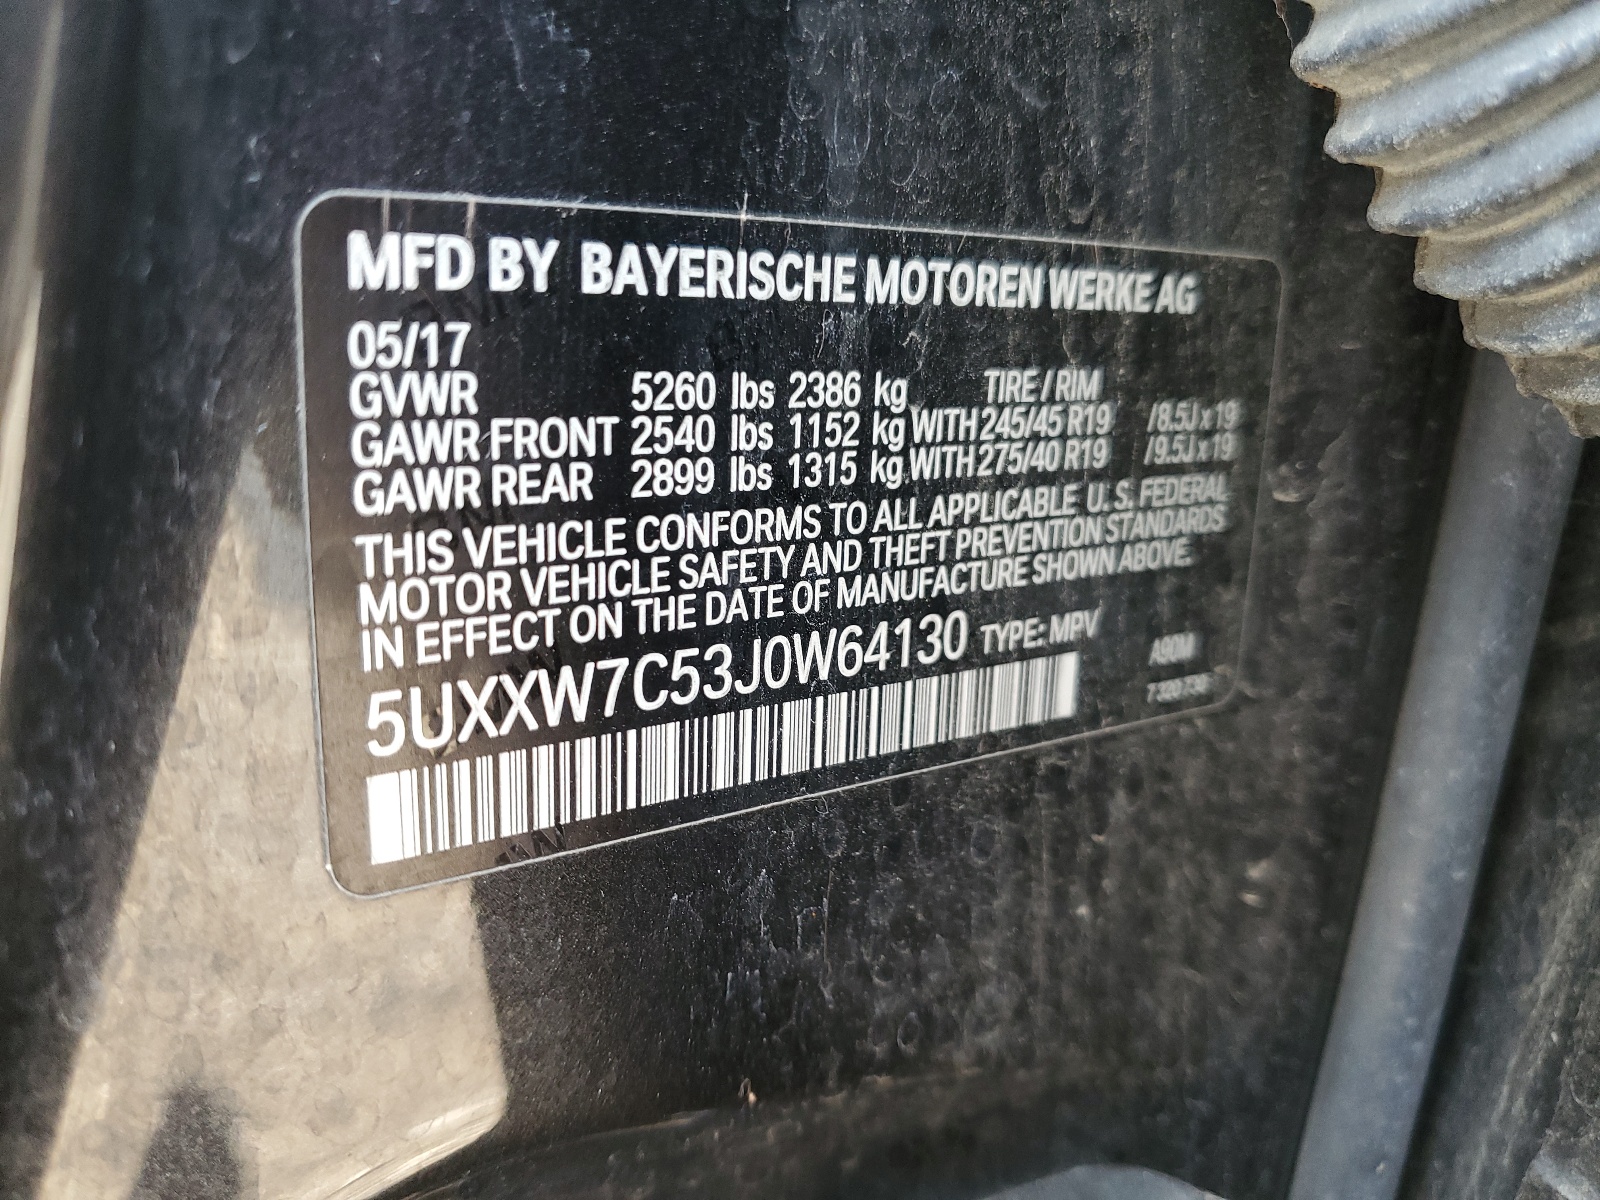 MFD BY BAYERISCHE MOTOREN WERKE AG
05/17
GVWR 5260 lbs 2386 kg TIRE / RIM
GAWR FRONT 2540 lbs 1152 kg WITH 245/45 R19 /8.5J x 19
GAWR REAR 2899 lbs 1315 kg WITH 275/40 R19 /9.5J x 19
THIS VEHICLE CONFORMS TO ALL APPLICABLE U.S. FEDERAL
MOTOR VEHICLE SAFETY AND THEFT PREVENTION STANDARDS
IN EFFECT ON THE DATE OF MANUFACTURE SHOWN ABOVE.
5UXXW7C53J0W64130 TYPE: MPV
A90M